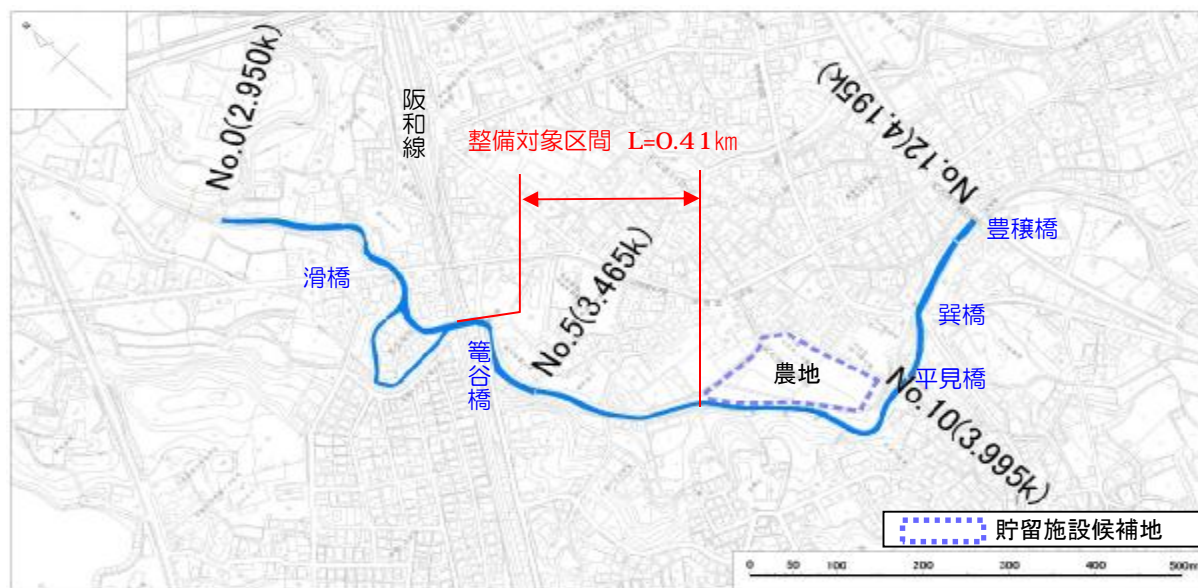 No.0(2.950k)
阪和線
整備対象区間 L=0.41㎞
No.12(4.195k)
豊穣橋
滑橋
巽橋
篭谷橋
No.5(3.465k)
農地
平見橋
No.10(3.995k)
貯留施設候補地
0 50 100 200 300 400 500m